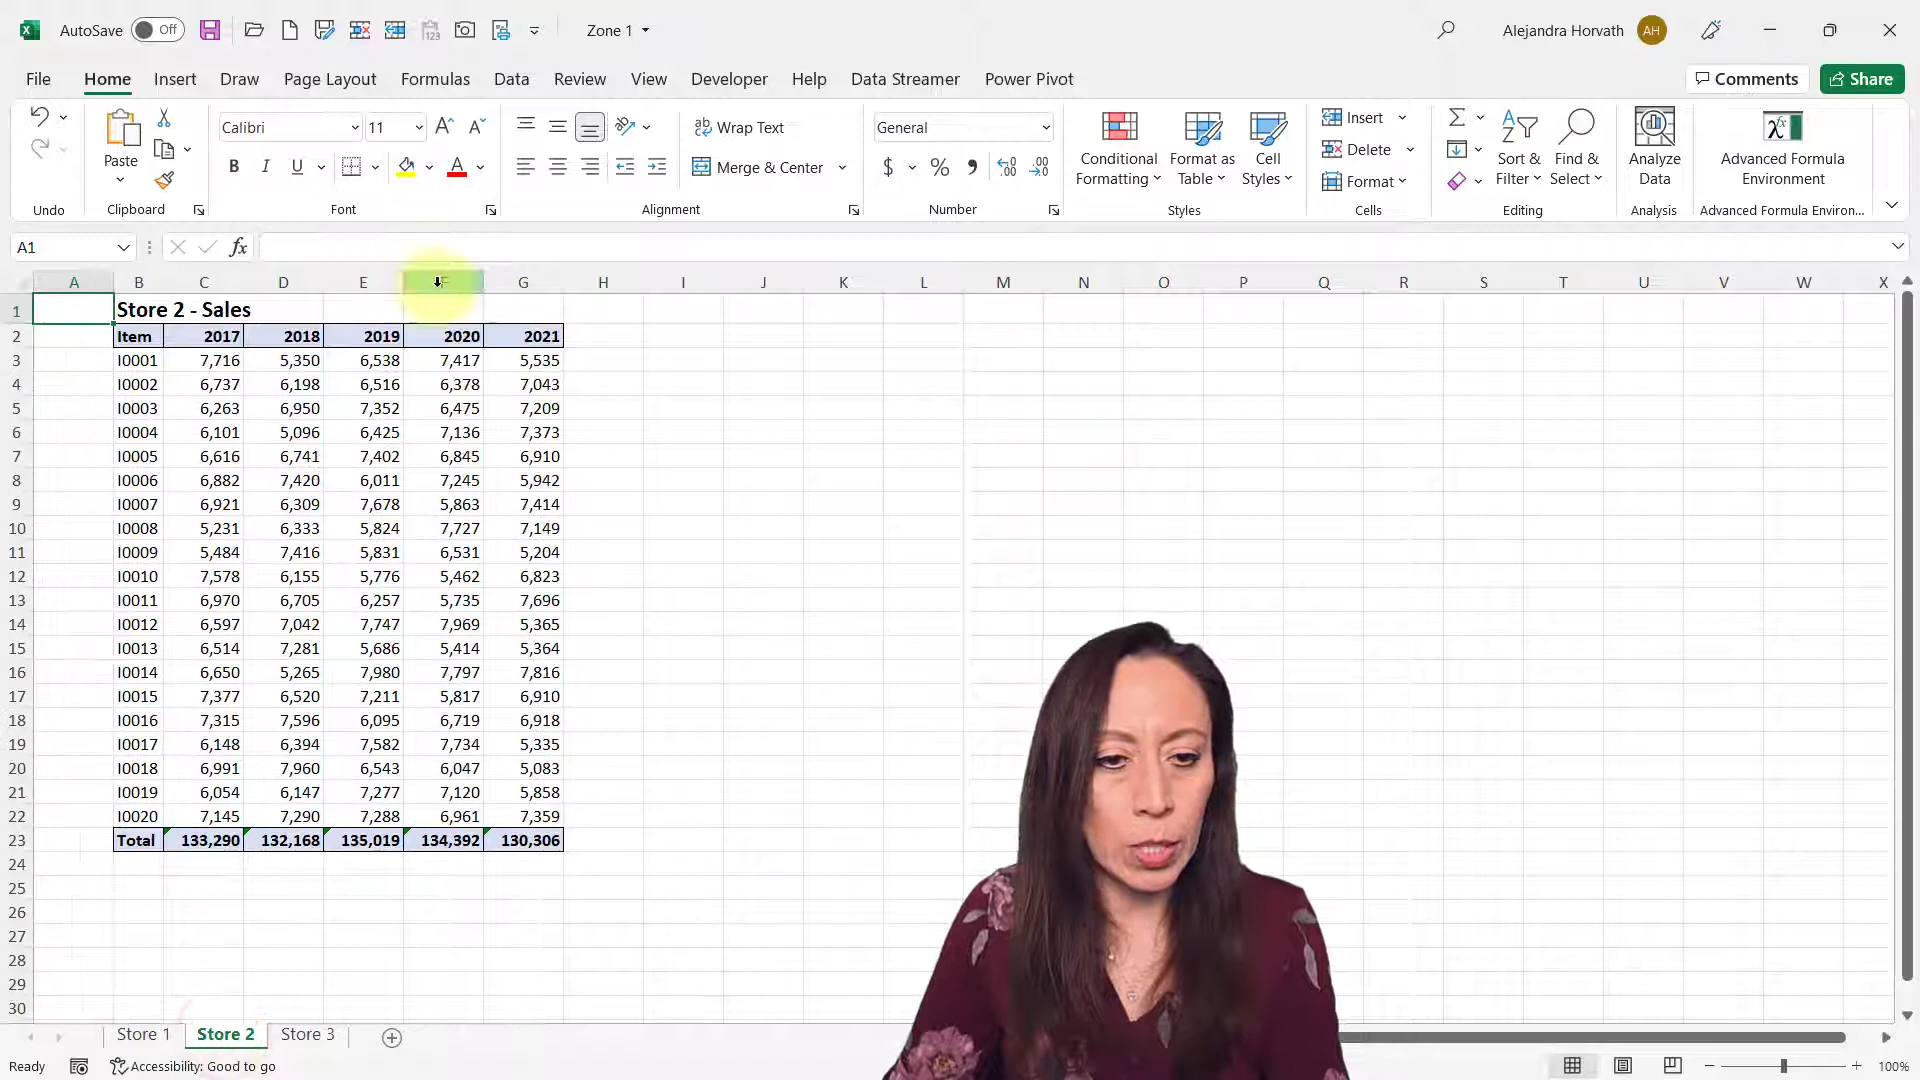 AutoSave Off Zone 1 Alejandra Horvath AH
File Home Insert Draw Page Layout Formulas Data Review View Developer Help Data Streamer Power Pivot Comments Share
Calibri 11 Wrap Text General Insert
Paste B I U Merge & Center $ % Conditional Formatting Format as Table Cell Styles Delete Format Sort & Filter Find & Select Analyze Data Advanced Formula Environment
Undo Clipboard Font Alignment Number Styles Cells Editing Analysis Advanced Formula Environ...
A1 fx
A B C D E F G H I J K L M N O P Q R S T U V W X
1 Store 2 - Sales
2 Item 2017 2018 2019 2020 2021
3 I0001 7,716 5,350 6,538 7,417 5,535
4 I0002 6,737 6,198 6,516 6,378 7,043
5 I0003 6,263 6,950 7,352 6,475 7,209
6 I0004 6,101 5,096 6,425 7,136 7,373
7 I0005 6,616 6,741 7,402 6,845 6,910
8 I0006 6,882 7,420 6,011 7,245 5,942
9 I0007 6,921 6,309 7,678 5,863 7,414
10 I0008 5,231 6,333 5,824 7,727 7,149
11 I0009 5,484 7,416 5,831 6,531 5,204
12 I0010 7,578 6,155 5,776 5,462 6,823
13 I0011 6,970 6,705 6,257 5,735 7,696
14 I0012 6,597 7,042 7,747 7,969 5,365
15 I0013 6,514 7,281 5,686 5,414 5,364
16 I0014 6,650 5,265 7,980 7,797 7,816
17 I0015 7,377 6,520 7,211 5,817 6,910
18 I0016 7,315 7,596 6,095 6,719 6,918
19 I0017 6,148 6,394 7,582 7,734 5,335
20 I0018 6,991 7,960 6,543 6,047 5,083
21 I0019 6,054 6,147 7,277 7,120 5,858
22 I0020 7,145 7,290 7,288 6,961 7,359
23 Total 133,290 132,168 135,019 134,392 130,306
24
25
26
27
28
29
30
Store 1 Store 2 Store 3
Ready Accessibility: Good to go 100%